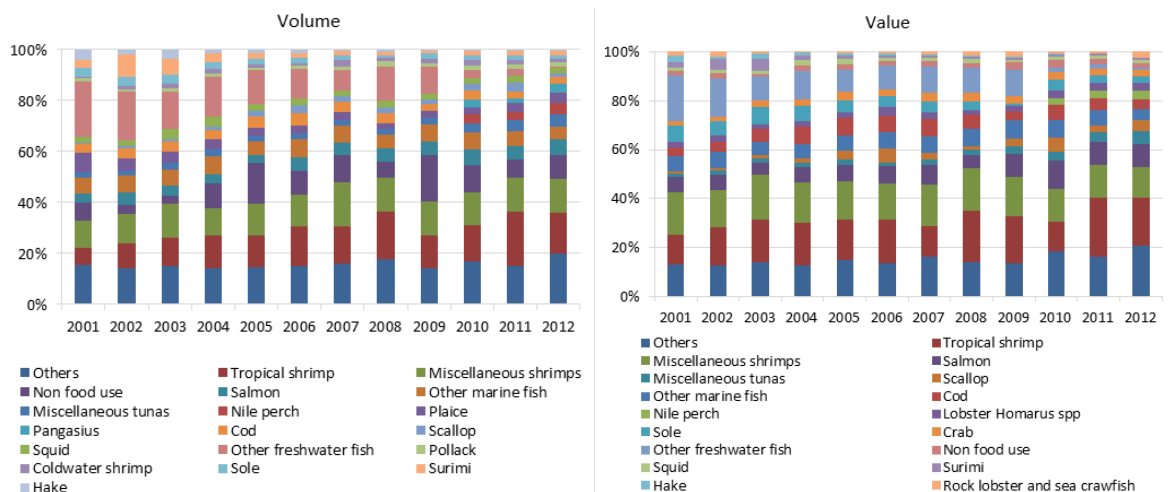 Volume
100%
80%
60%
40%
20%
0%
2001 2002 2003 2004 2005 2006 2007 2008 2009 2010 2011 2012
Others Tropical shrimp Miscellaneous shrimps
Non food use Salmon Other marine fish
Miscellaneous tunas Nile perch Plaice
Pangasius Cod Scallop
Squid Other freshwater fish Pollack
Coldwater shrimp Sole Surimi
Hake
Value
100%
80%
60%
40%
20%
0%
2001 2002 2003 2004 2005 2006 2007 2008 2009 2010 2011 2012
Others Tropical shrimp
Miscellaneous shrimps Salmon
Miscellaneous tunas Scallop
Other marine fish Cod
Nile perch Lobster Homarus spp
Sole Crab
Other freshwater fish Non food use
Squid Surimi
Hake Rock lobster and sea crawfish